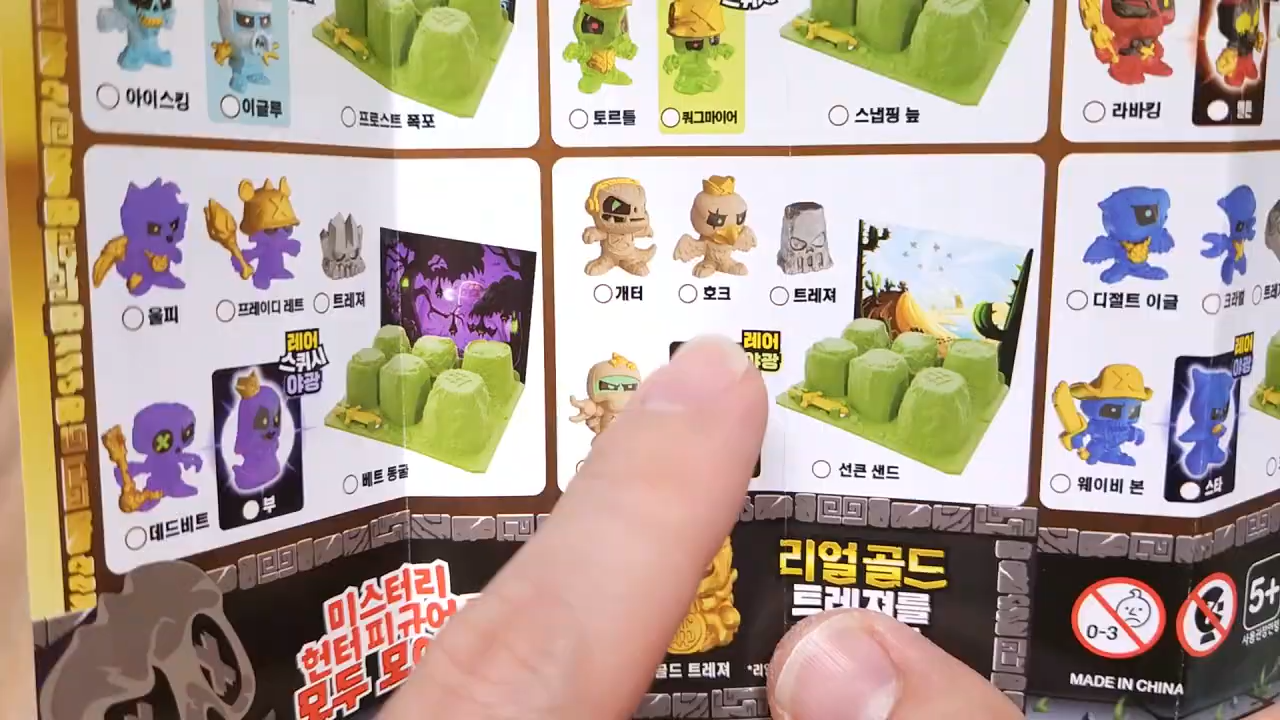 아이스킹
이글루
프로스트 폭포
토르틀
쿼그마이어
스냅핑 늪
라바킹
울피
프레이디 레트
트레져
레어
스쿼시
야광
데드비트
부
베트 동굴
개터
호크
트레져
레어
야광
선큰 샌드
디절트 이글
레어
야광
웨이비 본
스타
미스터리
헌터 피규어
모두 모
리얼 골드
트레져를
골드 트레져
0-3
5+
MADE IN CHINA